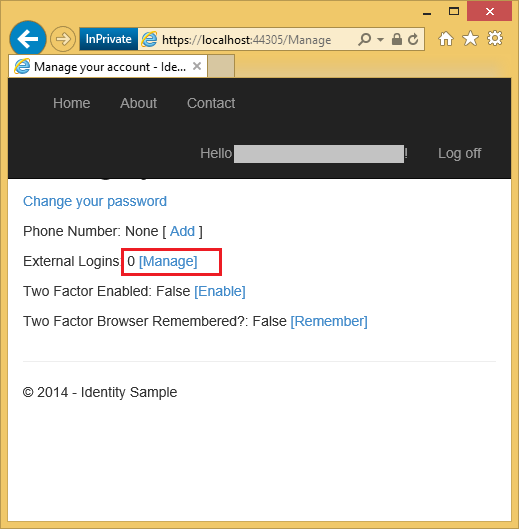 InPrivate https://localhost:44305/Manage
Manage your account - Ide...
Home About Contact
Hello ! Log off
Change your password
Phone Number: None [ Add ]
External Logins: 0 [Manage]
Two Factor Enabled: False [Enable]
Two Factor Browser Remembered?: False [Remember]
© 2014 - Identity Sample